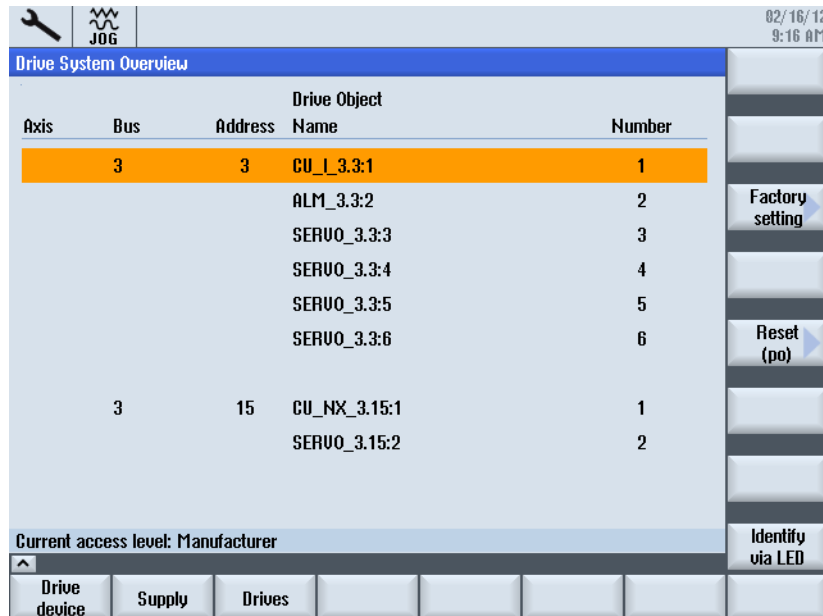 JOG
02/16/12
9:16 AM
Drive System Overview
Drive Object
Axis Bus Address Name Number
3 3 CU_I_3.3:1 1
ALM_3.3:2 2
SERVO_3.3:3 3
SERVO_3.3:4 4
SERVO_3.3:5 5
SERVO_3.3:6 6
3 15 CU_NX_3.15:1 1
SERVO_3.15:2 2
Factory
setting
Reset
(po)
Identify
via LED
Current access level: Manufacturer
Drive
device
Supply
Drives